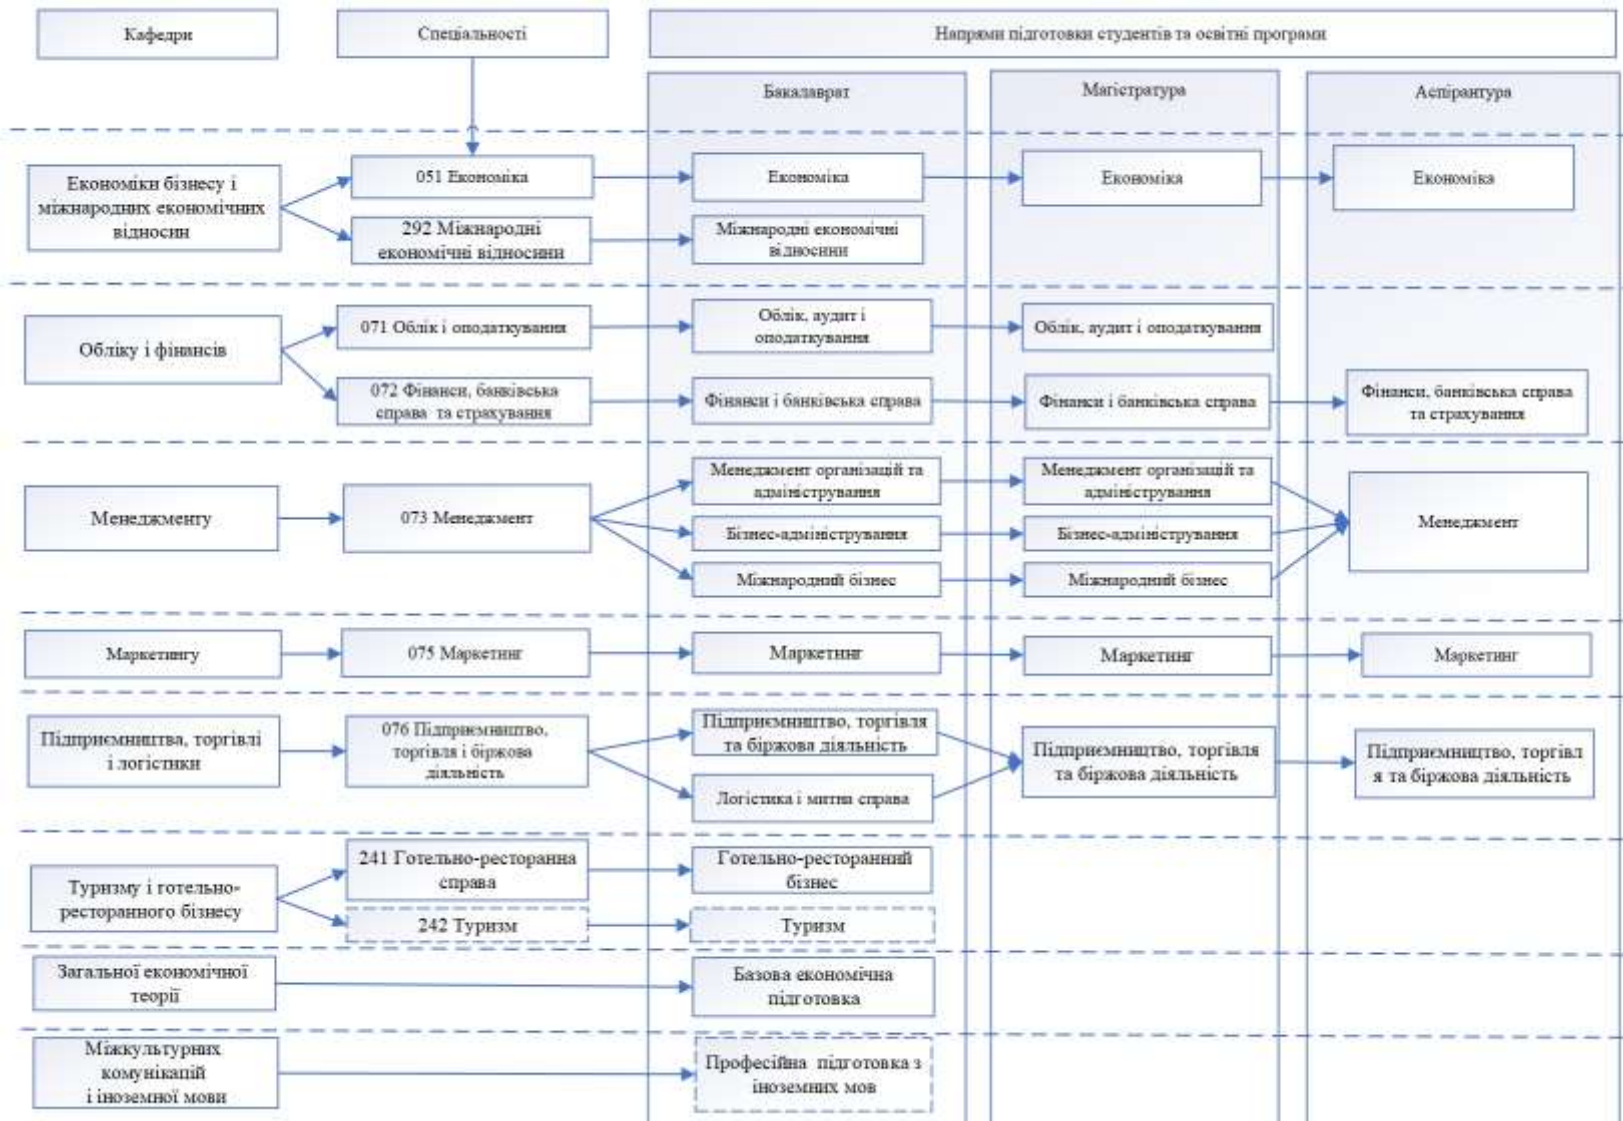 Кафедри
Спеціальності
Напрями підготовки студентів та освітні програми
Бакалаврат
Магістратура
Аспірантура
Економіки бізнесу і
міжнародних економічних
відносин
051 Економіка
Економіка
Економіка
Економіка
292 Міжнародні
економічні відносини
Міжнародні економічні
відносини
Обліку і фінансів
071 Облік і оподаткування
Облік, аудит і
оподаткування
Облік, аудит і оподаткування
072 Фінанси, банківська
справа та страхування
Фінанси і банківська справа
Фінанси і банківська справа
Фінанси, банківська справа
та страхування
Менеджменту
073 Менеджмент
Менеджмент організацій та
адміністрування
Менеджмент організацій та
адміністрування
Бізнес-адміністрування
Бізнес-адміністрування
Міжнародний бізнес
Міжнародний бізнес
Менеджмент
Маркетингу
075 Маркетинг
Маркетинг
Маркетинг
Маркетинг
Підприємництва, торгівлі
і логістики
076 Підприємництво,
торгівля і біржова
діяльність
Підприємництво, торгівля
та біржова діяльність
Логістика і митна справа
Підприємництво, торгівля
та біржова діяльність
Підприємництво, торгівл
я та біржова діяльність
Туризму і готельно-
ресторанного бізнесу
241 Готельно-ресторанна
справа
Готельно-ресторанний
бізнес
242 Туризм
Туризм
Загальної економічної
теорії
Базова економічна
підготовка
Міжкультурних
комунікацій
і іноземної мови
Професійна підготовка з
іноземних мов